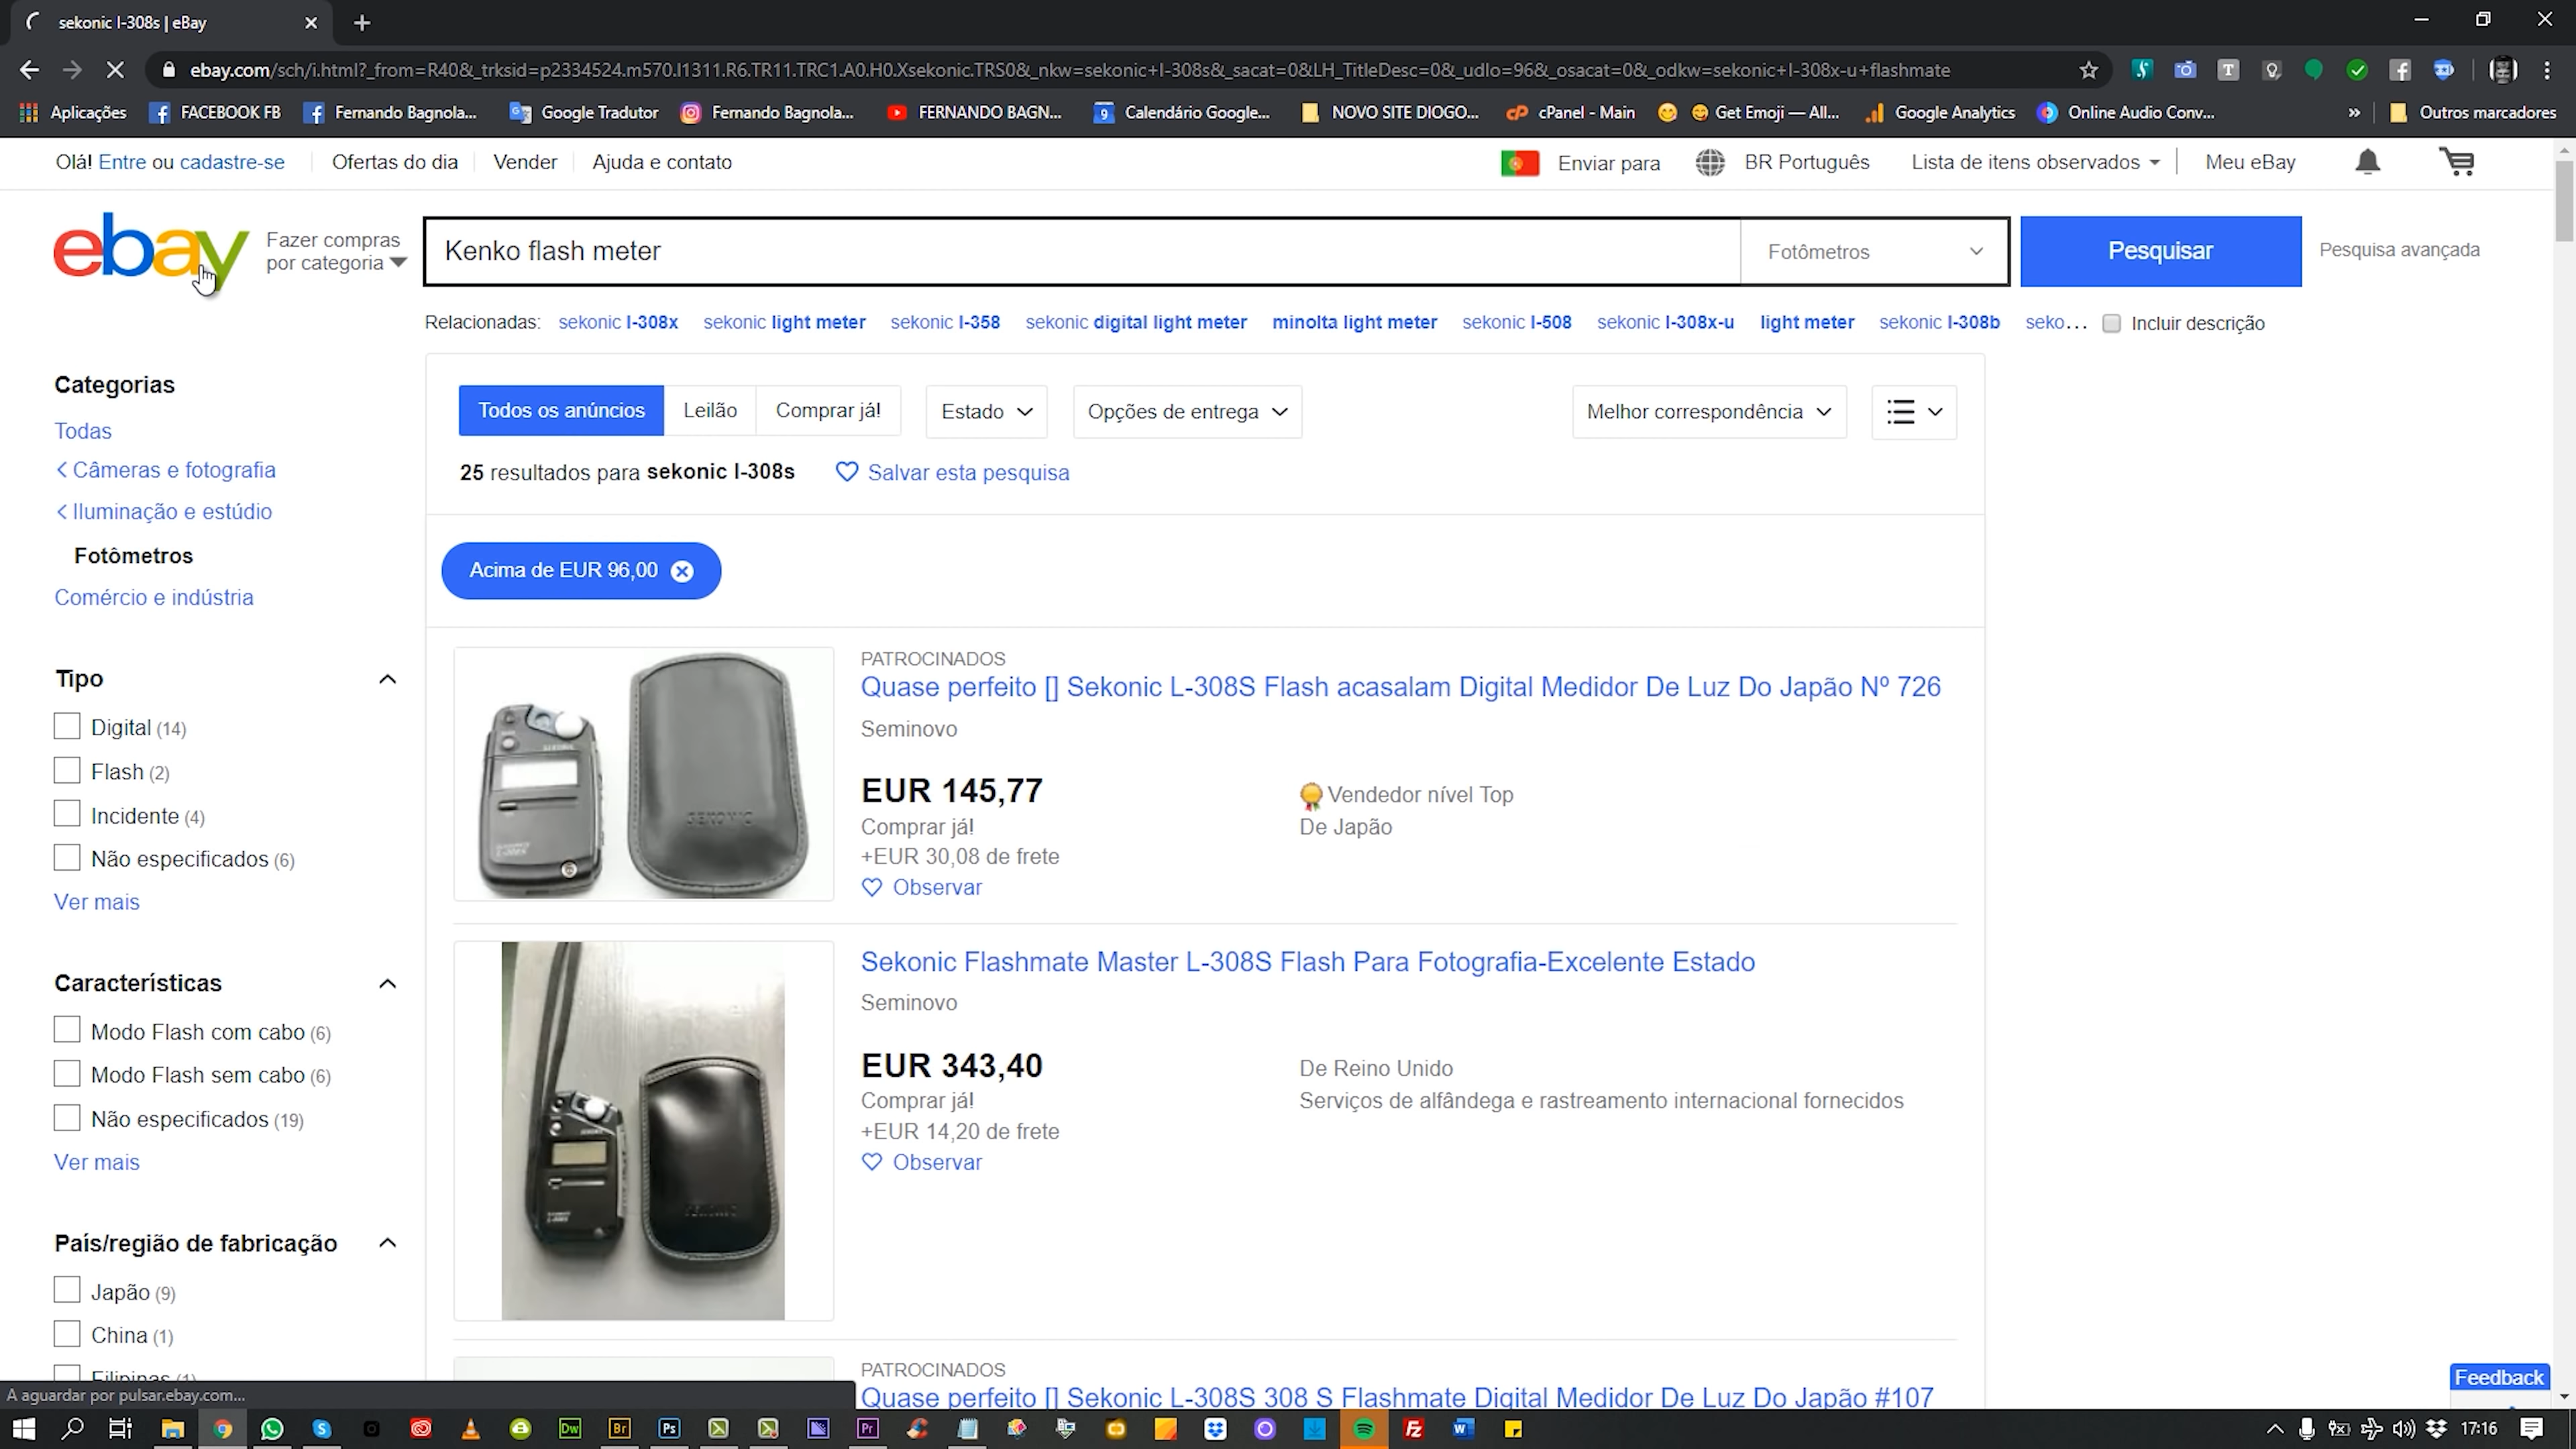 sekonic l-308s | eBay
ebay.com/sch/i.html?_from=R40&_trksid=p2334524.m570.l1311.R6.TR11.TRC1.A0.H0.Xsekonic.TRS0&_nkw=sekonic+l-308s&_sacat=0&LH_TitleDesc=0&_udlo=96&_osacat=0&_odkw=sekonic+l-308x-u+flashmate
Aplicações FACEBOOK FB Fernando Bagnola... Google Tradutor Fernando Bagnola... FERNANDO BAGN... Calendário Google... NOVO SITE DIOGO... cPanel - Main Get Emoji — All... Google Analytics Online Audio Conv... » Outros marcadores
Olá! Entre ou cadastre-se Ofertas do dia Vender Ajuda e contato Enviar para BR Português Lista de itens observados Meu eBay
ebay Fazer compras por categoria
Kenko flash meter Fotômetros Pesquisar Pesquisa avançada
Relacionadas: sekonic l-308x sekonic light meter sekonic l-358 sekonic digital light meter minolta light meter sekonic l-508 sekonic l-308x-u light meter sekonic l-308b seko... Incluir descrição
Categorias
Todas
< Câmeras e fotografia
< Iluminação e estúdio
Fotômetros
Comércio e indústria
Tipo
Digital (14)
Flash (2)
Incidente (4)
Não especificados (6)
Ver mais
Características
Modo Flash com cabo (6)
Modo Flash sem cabo (6)
Não especificados (19)
Ver mais
País/região de fabricação
Japão (9)
China (1)
Filipinas (1)
Todos os anúncios Leilão Comprar já! Estado Opções de entrega Melhor correspondência
25 resultados para sekonic l-308s Salvar esta pesquisa
Acima de EUR 96,00
PATROCINADOS
Quase perfeito [] Sekonic L-308S Flash acasalam Digital Medidor De Luz Do Japão Nº 726
Seminovo
EUR 145,77
Comprar já!
+EUR 30,08 de frete
Observar
Vendedor nível Top
De Japão
SEKONIC
Sekonic Flashmate Master L-308S Flash Para Fotografia-Excelente Estado
Seminovo
EUR 343,40
Comprar já!
+EUR 14,20 de frete
Observar
De Reino Unido
Serviços de alfândega e rastreamento internacional fornecidos
PATROCINADOS
Quase perfeito [] Sekonic L-308S 308 S Flashmate Digital Medidor De Luz Do Japão #107
Feedback
A aguardar por pulsar.ebay.com...
Dw Br Ps Pr Fz W 17:16